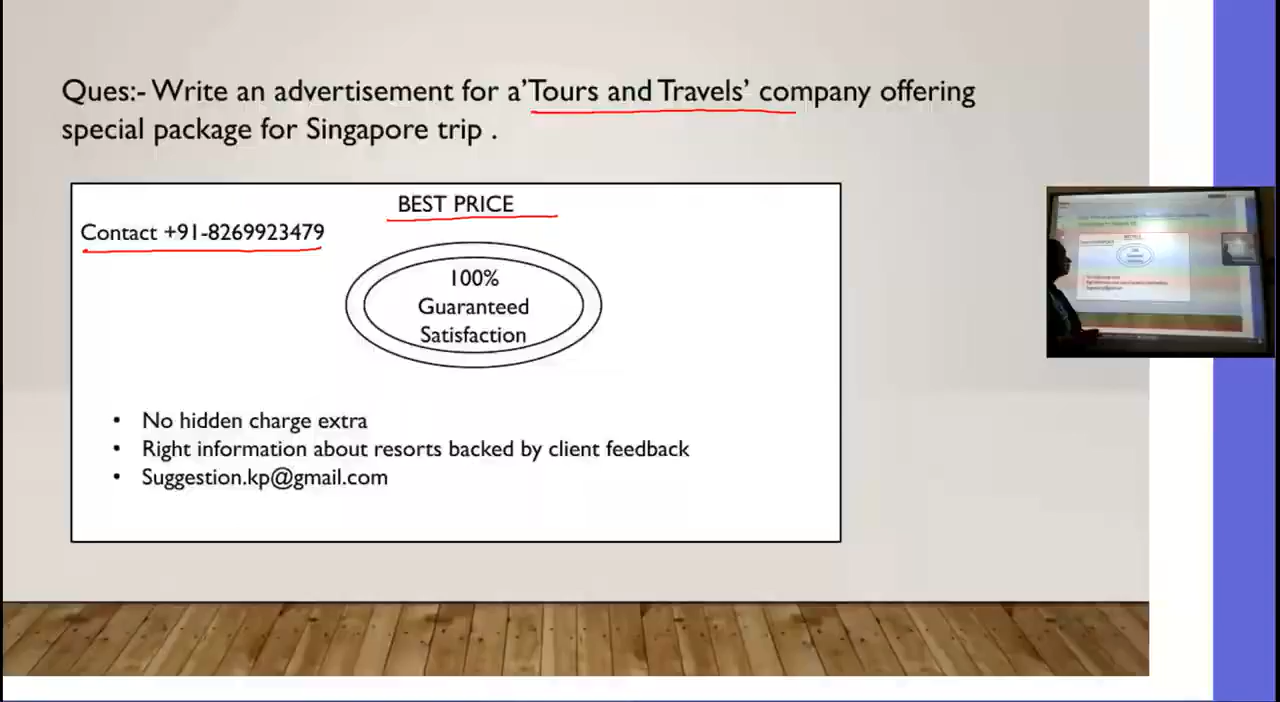 Ques:- Write an advertisement for a’Tours and Travels’ company offering
special package for Singapore trip .
BEST PRICE
Contact +91-8269923479
100%
Guaranteed
Satisfaction
• No hidden charge extra
• Right information about resorts backed by client feedback
• Suggestion.kp@gmail.com